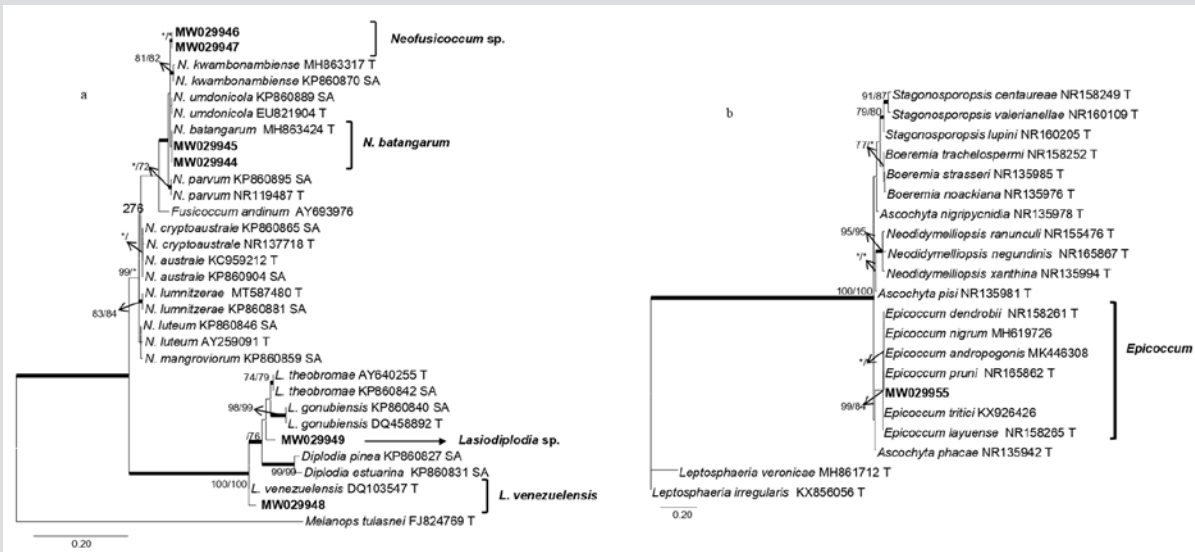 a
MW029946
MW029947
Neofusicoccum sp.
*/*
81/82
N. kwambonambiense MH863317 T
N. kwambonambiense KP860870 SA
N. umdonicola KP860889 SA
N. umdonicola EU821904 T
N. batangarum MH863424 T
MW029945
MW029944
N. batangarum
*/72
N. parvum KP860895 SA
N. parvum NR119487 T
Fusicoccum andinum AY693976
276
N. cryptoaustrale KP860865 SA
N. cryptoaustrale NR137718 T
*/
N. australe KC959212 T
N. australe KP860904 SA
99/*
N. lumnitzerae MT587480 T
N. lumnitzerae KP860881 SA
83/84
N. luteum KP860846 SA
N. luteum AY259091 T
N. mangroviorum KP860859 SA
L. theobromae AY640255 T
74/79
L. theobromae KP860842 SA
L. gonubiensis KP860840 SA
98/99
L. gonubiensis DQ458892 T
/76
MW029949
Lasiodiplodia sp.
Diplodia pinea KP860827 SA
99/99
Diplodia estuarina KP860831 SA
100/100
L. venezuelensis DQ103547 T
MW029948
L. venezuelensis
Melanops tulasnei FJ824769 T
0.20
b
91/87
Stagonosporopsis centaureae NR158249 T
79/80
Stagonosporopsis valerianellae NR160109 T
Stagonosporopsis lupini NR160205 T
77/*
Boeremia trachelospermi NR158252 T
Boeremia strasseri NR135985 T
Boeremia noackiana NR135976 T
Ascochyta nigripycnidia NR135978 T
95/95
Neodidymelliopsis ranunculi NR155476 T
Neodidymelliopsis negundinis NR165867 T
*/*
Neodidymelliopsis xanthina NR135994 T
100/100
Ascochyta pisi NR135981 T
Epicoccum dendrobii NR158261 T
Epicoccum nigrum MH619726
Epicoccum
*/
Epicoccum andropogonis MK446308
Epicoccum pruni NR165862 T
MW029955
99/84
Epicoccum tritici KX926426
Epicoccum layuense NR158265 T
Ascochyta phacae NR135942 T
Leptosphaeria veronicae MH861712 T
Leptosphaeria irregularis KX856056 T
0.20